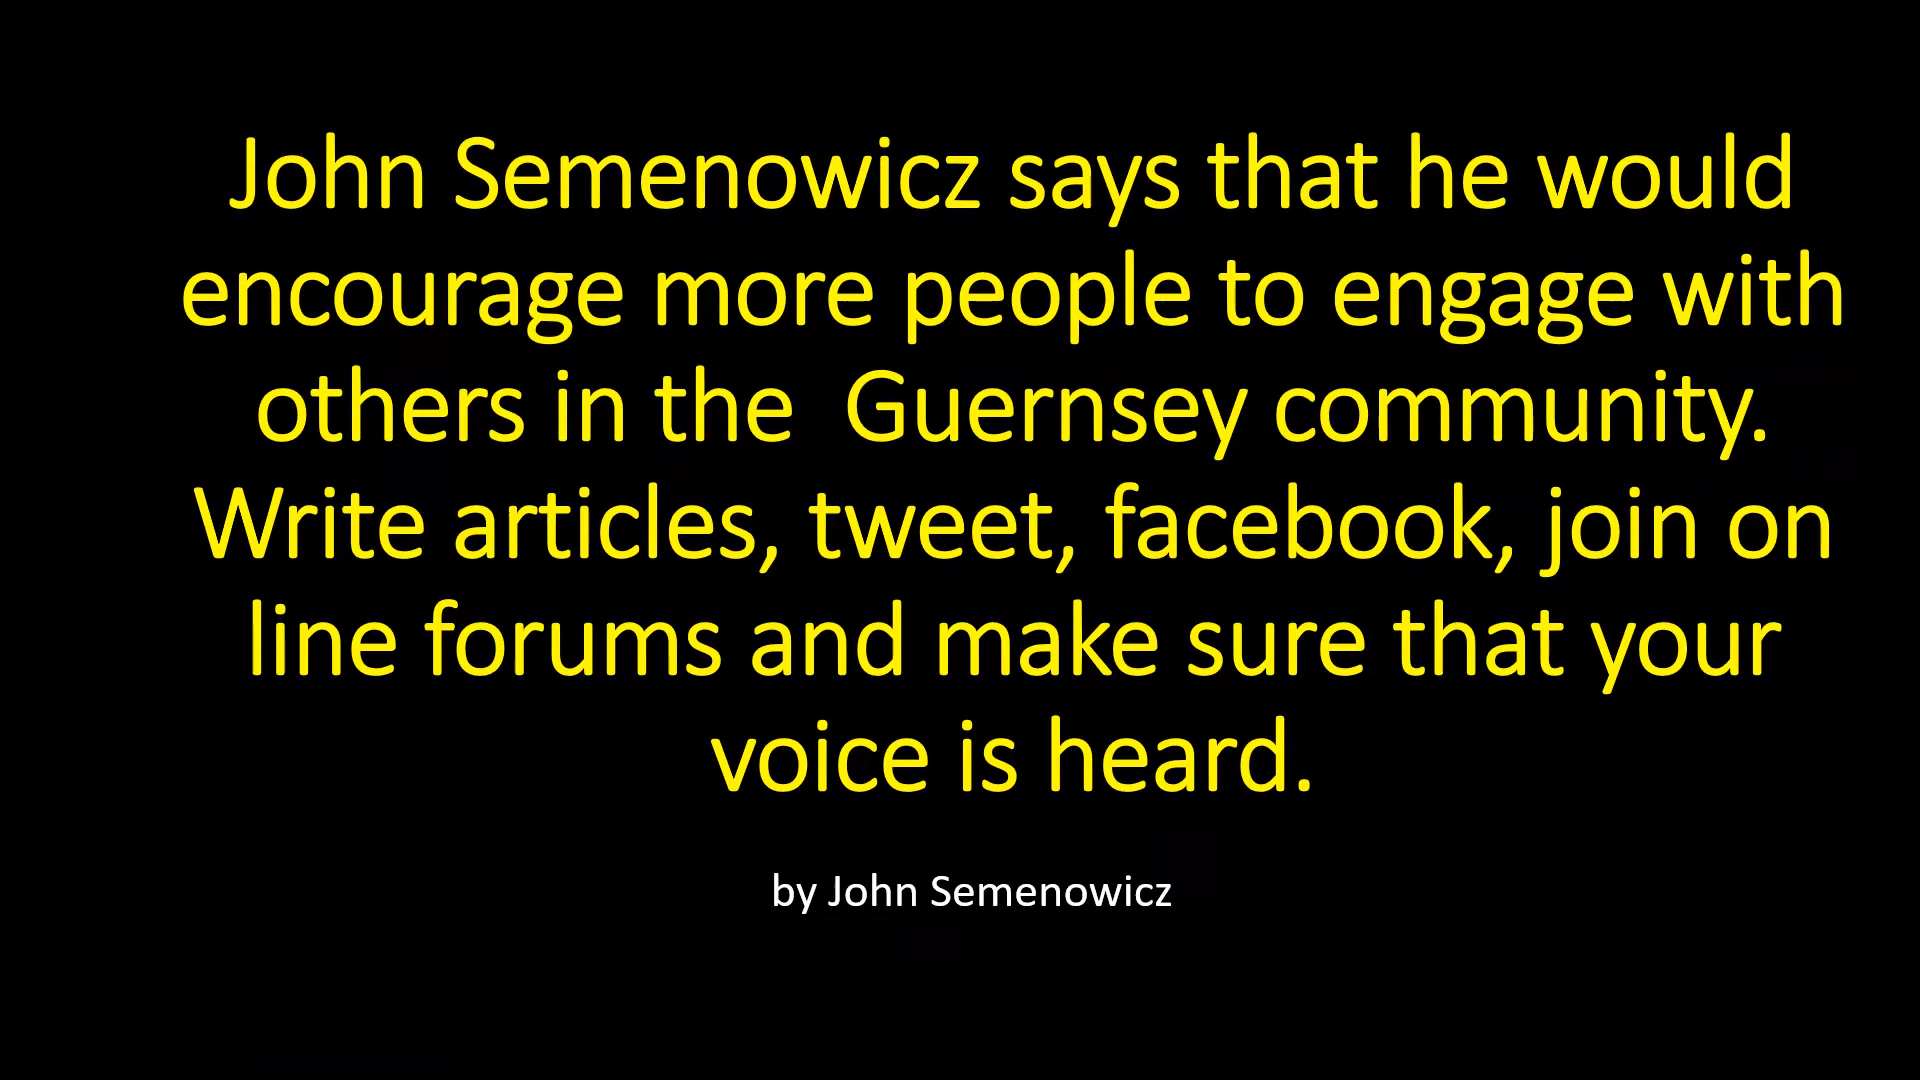 John Semenowicz says that he would
encourage more people to engage with
others in the  Guernsey community.
Write articles, tweet, facebook, join on
line forums and make sure that your
voice is heard.
by John Semenowicz